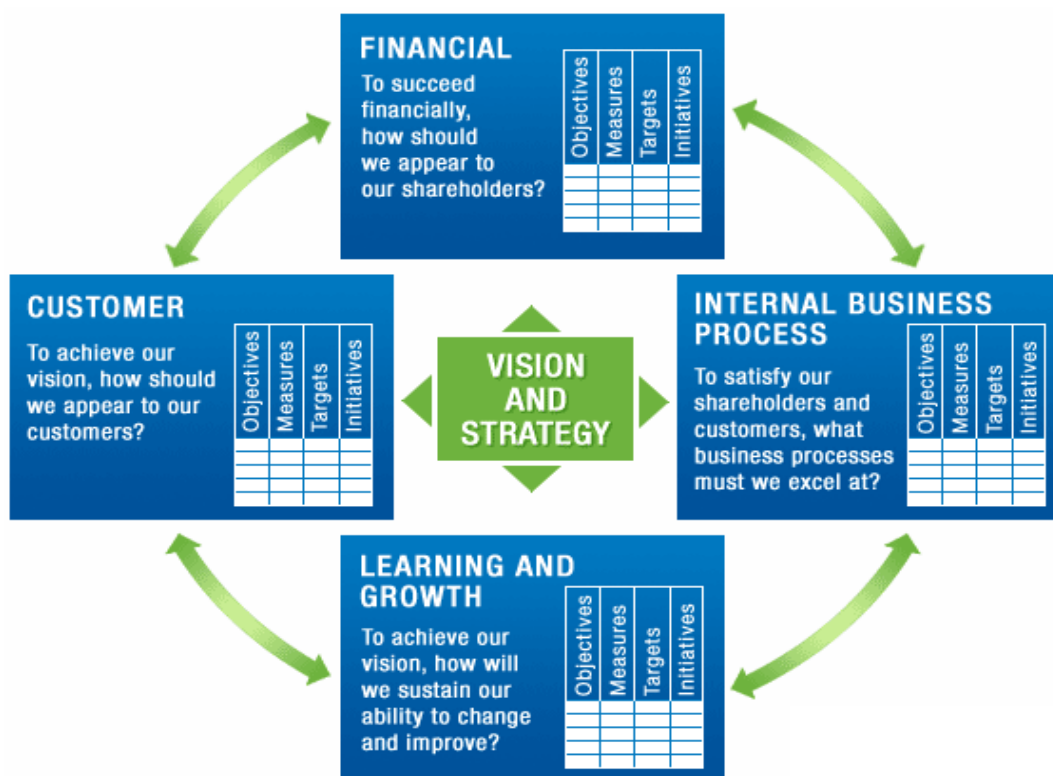 FINANCIAL
To succeed
financially,
how should
we appear to
our shareholders?
Objectives
Measures
Targets
Initiatives
CUSTOMER
To achieve our
vision, how should
we appear to our
customers?
Objectives
Measures
Targets
Initiatives
VISION
AND
STRATEGY
INTERNAL BUSINESS
PROCESS
To satisfy our
shareholders and
customers, what
business processes
must we excel at?
Objectives
Measures
Targets
Initiatives
LEARNING AND
GROWTH
To achieve our
vision, how will
we sustain our
ability to change
and improve?
Objectives
Measures
Targets
Initiatives